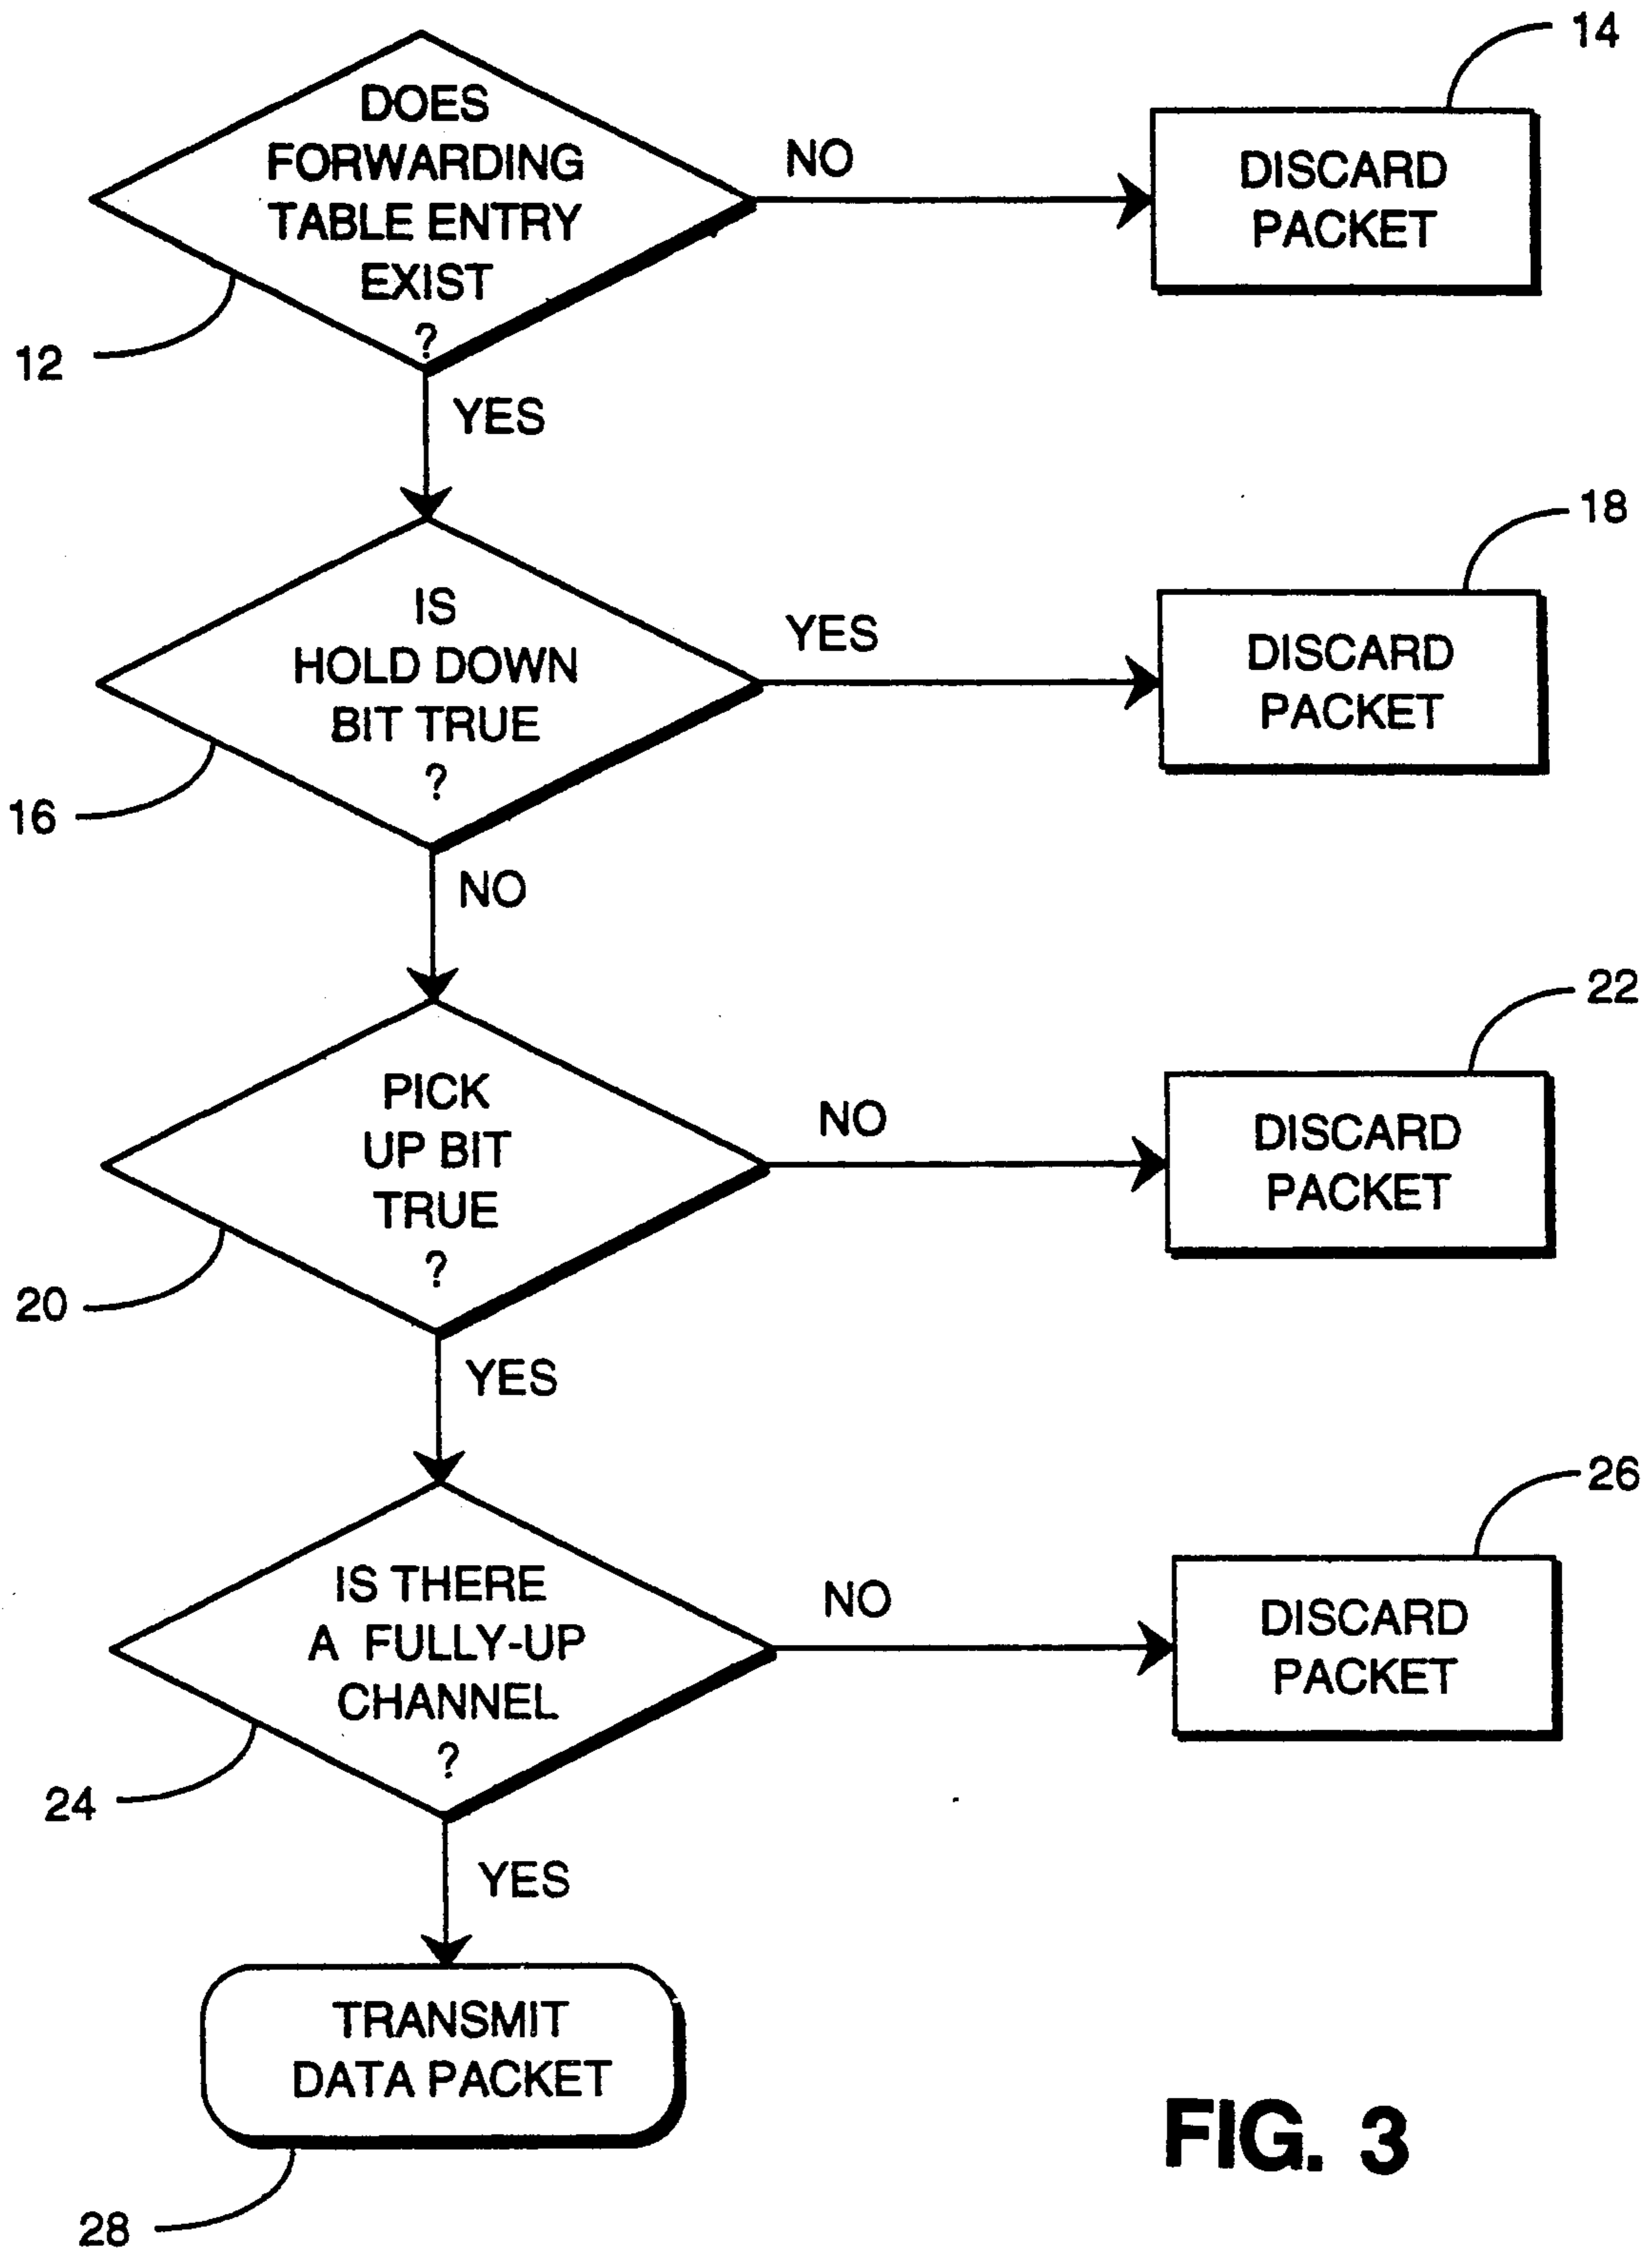 14
DOES
FORWARDING
TABLE ENTRY
EXIST
?
NO
DISCARD
PACKET
12
YES
18
IS
HOLD DOWN
BIT TRUE
?
YES
DISCARD
PACKET
16
NO
22
PICK
UP BIT
TRUE
?
NO
DISCARD
PACKET
20
YES
26
IS THERE
A FULLY-UP
CHANNEL
?
NO
DISCARD
PACKET
24
YES
TRANSMIT
DATA PACKET
28
FIG. 3